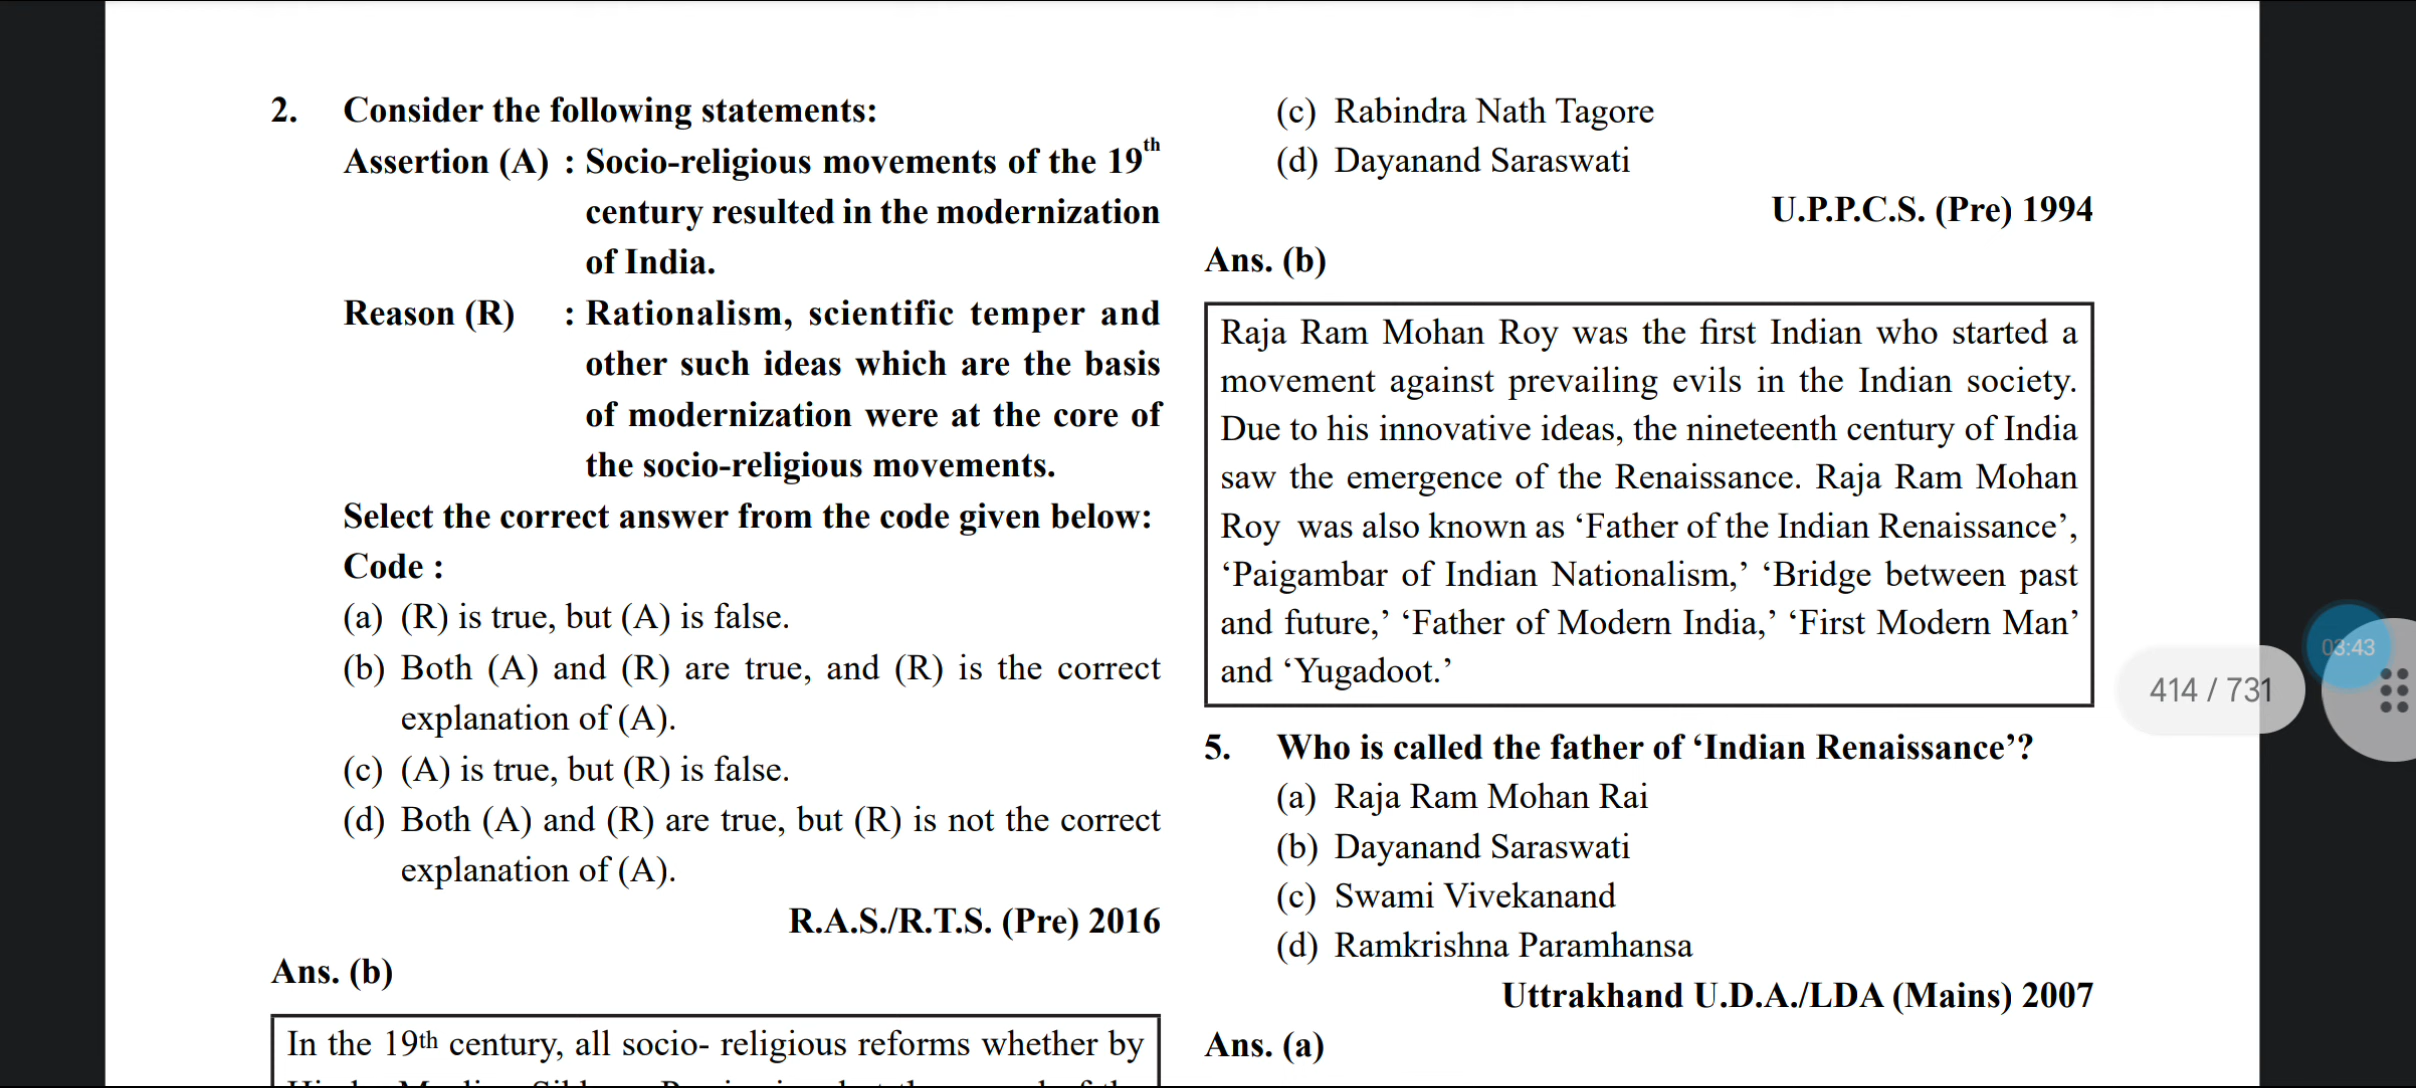 2. Consider the following statements:
Assertion (A) : Socio-religious movements of the 19th
century resulted in the modernization
of India.
Reason (R) : Rationalism, scientific temper and
other such ideas which are the basis
of modernization were at the core of
the socio-religious movements.
Select the correct answer from the code given below:
Code :
(a) (R) is true, but (A) is false.
(b) Both (A) and (R) are true, and (R) is the correct
explanation of (A).
(c) (A) is true, but (R) is false.
(d) Both (A) and (R) are true, but (R) is not the correct
explanation of (A).
R.A.S./R.T.S. (Pre) 2016
Ans. (b)
In the 19th century, all socio- religious reforms whether by
(c) Rabindra Nath Tagore
(d) Dayanand Saraswati
U.P.P.C.S. (Pre) 1994
Ans. (b)
Raja Ram Mohan Roy was the first Indian who started a
movement against prevailing evils in the Indian society.
Due to his innovative ideas, the nineteenth century of India
saw the emergence of the Renaissance. Raja Ram Mohan
Roy was also known as ‘Father of the Indian Renaissance’,
‘Paigambar of Indian Nationalism,’ ‘Bridge between past
and future,’ ‘Father of Modern India,’ ‘First Modern Man’
and ‘Yugadoot.’
5. Who is called the father of ‘Indian Renaissance’?
(a) Raja Ram Mohan Rai
(b) Dayanand Saraswati
(c) Swami Vivekanand
(d) Ramkrishna Paramhansa
Uttrakhand U.D.A./LDA (Mains) 2007
Ans. (a)
03:43
414 / 731